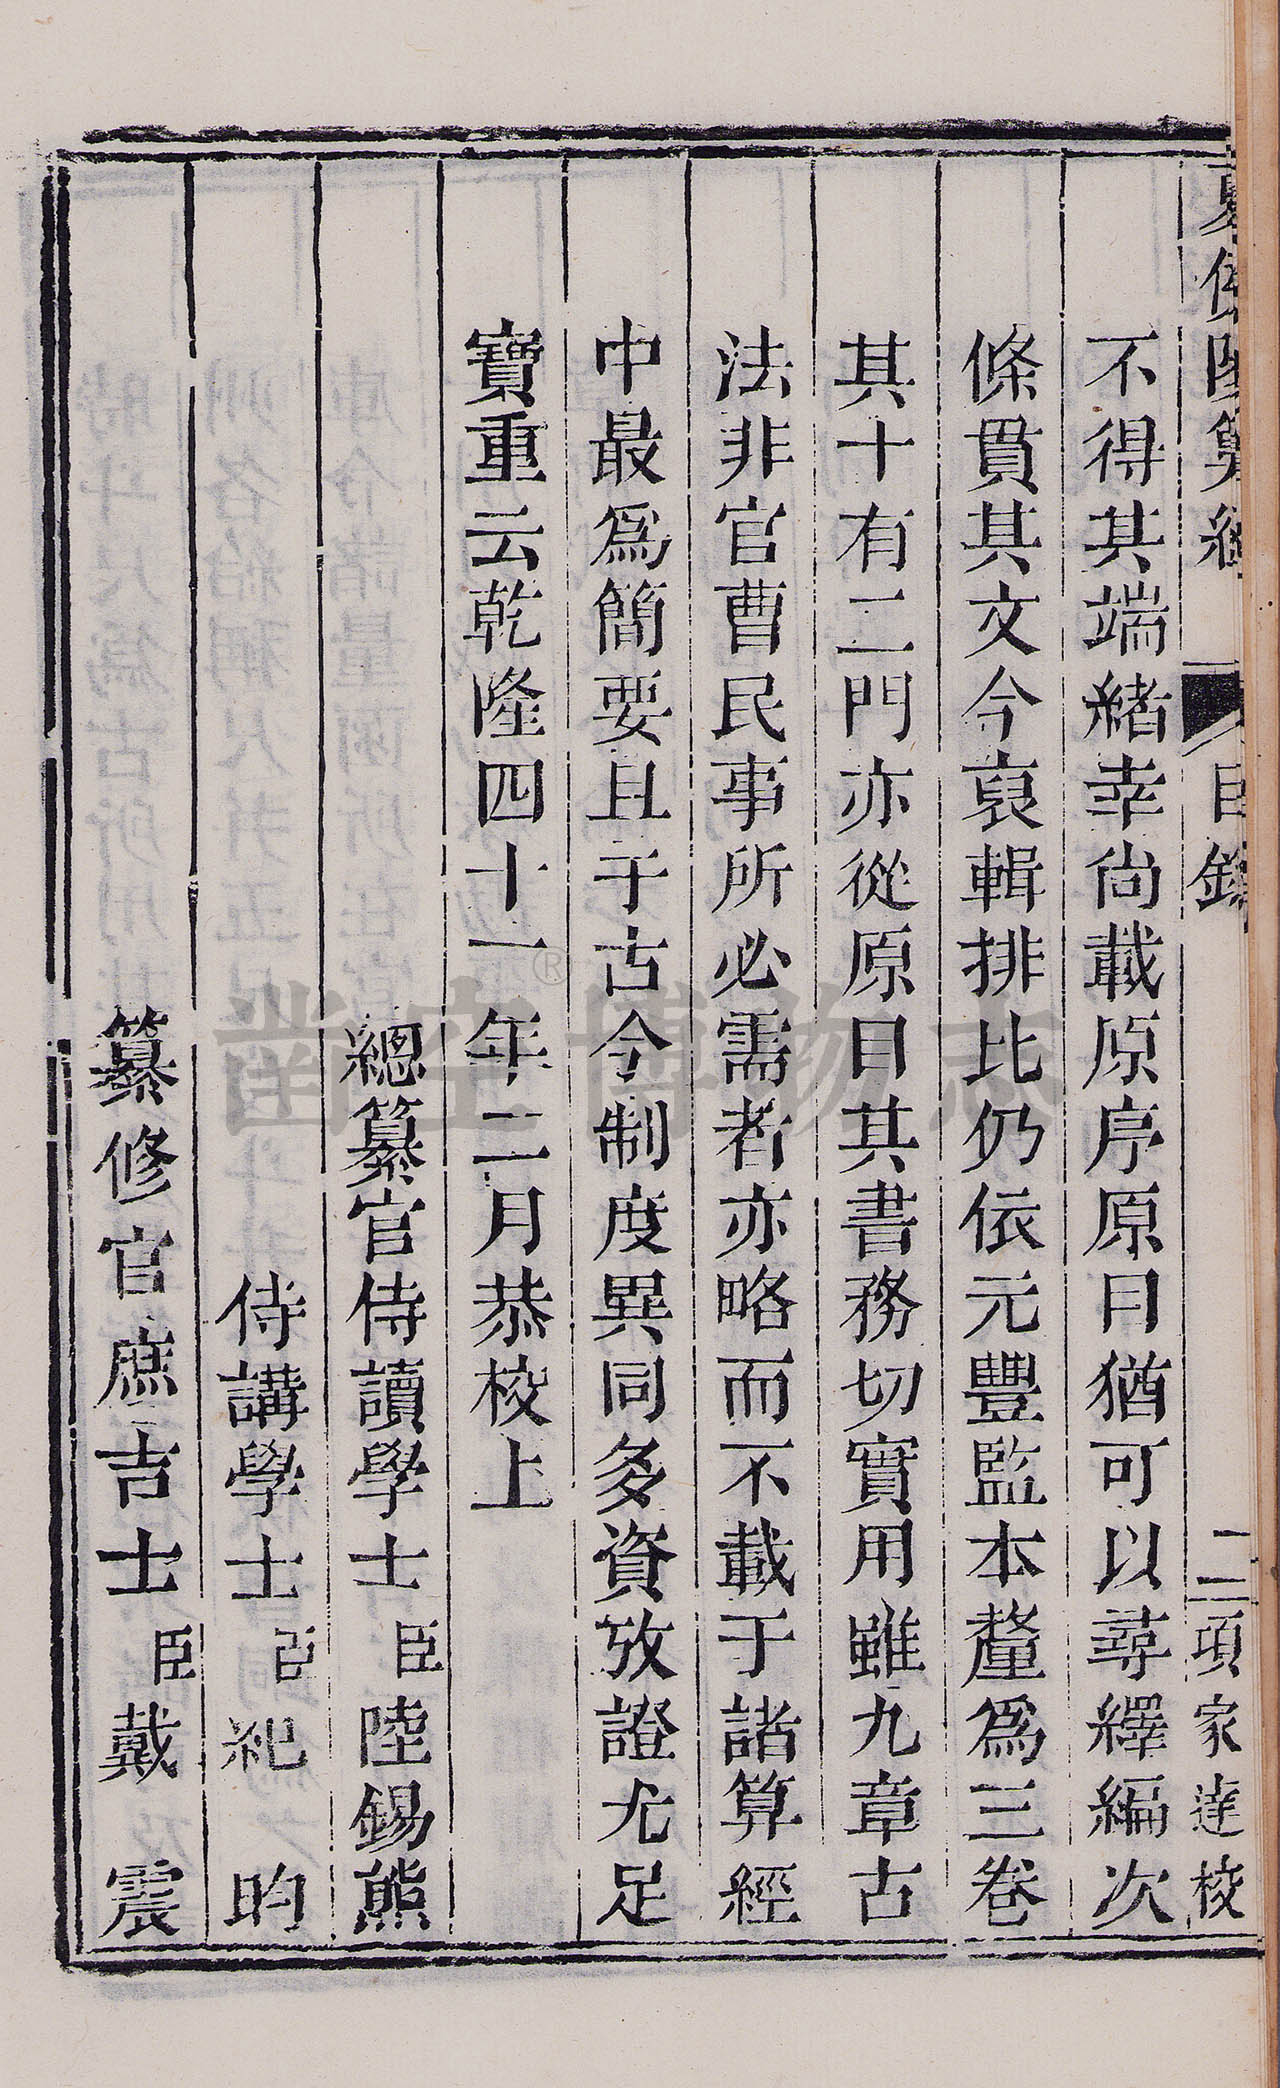 夏侯陽算經 目錄 二 項家達校
不得其端緒幸尚載原序原目猶可以尋繹編次
條貫其文今裒輯排比仍依元豐監本釐爲三卷
其十有二門亦從原目其書務切實用雖九章古
法非官曹民事所必需者亦略而不載于諸算經
中最爲簡要且于古今制度異同多資攷證尤足
寶重云乾隆四十一年二月恭校上
總纂官侍讀學士臣陸錫熊
侍講學士臣紀昀
纂修官庶吉士臣戴震
凿空博物志®